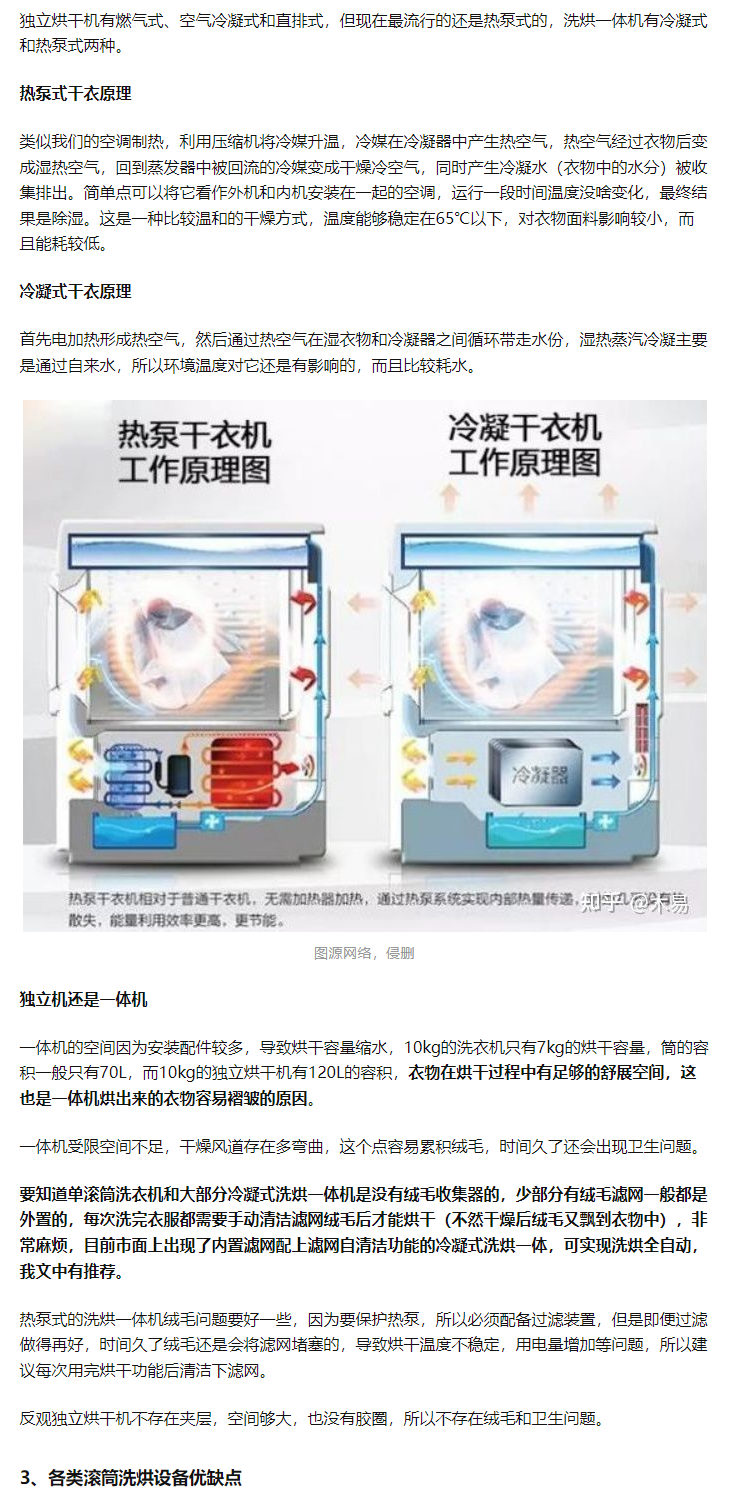 独立烘干机有燃气式、空气冷凝式和直排式，但现在最流行的还是热泵式的，洗烘一体机有冷凝式
和热泵式两种。
热泵式干衣原理
类似我们的空调制热，利用压缩机将冷媒升温，冷媒在冷凝器中产生热空气，热空气经过衣物后变
成湿热空气，回到蒸发器中被回流的冷媒变成干燥冷空气，同时产生冷凝水（衣物中的水分）被收
集排出。简单点可以将它看作外机和内机安装在一起的空调，运行一段时间温度没啥变化，最终结
果是除湿。这是一种比较温和的干燥方式，温度能够稳定在65℃以下，对衣物面料影响较小，而
且能耗较低。
冷凝式干衣原理
首先电加热形成热空气，然后通过热空气在湿衣物和冷凝器之间循环带走水份，湿热蒸汽冷凝主要
是通过自来水，所以环境温度对它还是有影响的，而且比较耗水。
热泵干衣机
工作原理图
冷凝干衣机
工作原理图
冷凝器
热泵干衣机相对于普通干衣机，无需加热器加热，通过热泵系统实现内部热量传递，
散失，能量利用效率更高，更节能。
知乎 @木易
图源网络，侵删
独立机还是一体机
一体机的空间因为安装配件较多，导致烘干容量缩水，10kg的洗衣机只有7kg的烘干容量，筒的容
积一般只有70L，而10kg的独立烘干机有120L的容积，衣物在烘干过程中有足够的舒展空间，这
也是一体机烘出来的衣物容易褶皱的原因。
一体机受限空间不足，干燥风道存在多弯曲，这个点容易累积绒毛，时间久了还会出现卫生问题。
要知道单滚筒洗衣机和大部分冷凝式洗烘一体机是没有绒毛收集器的，少部分有绒毛滤网一般都是
外置的，每次洗完衣服都需要手动清洁滤网绒毛后才能烘干（不然干燥后绒毛又飘到衣物中），非
常麻烦，目前市面上出现了内置滤网配上滤网自清洁功能的冷凝式洗烘一体，可实现洗烘全自动，
我文中有推荐。
热泵式的洗烘一体机绒毛问题要好一些，因为要保护热泵，所以必须配备过滤装置，但是即便过滤
做得再好，时间久了绒毛还是会将滤网堵塞的，导致烘干温度不稳定，用电量增加等问题，所以建
议每次用完烘干功能后清洁下滤网。
反观独立烘干机不存在夹层，空间够大，也没有胶圈，所以不存在绒毛和卫生问题。
3、各类滚筒洗烘设备优缺点